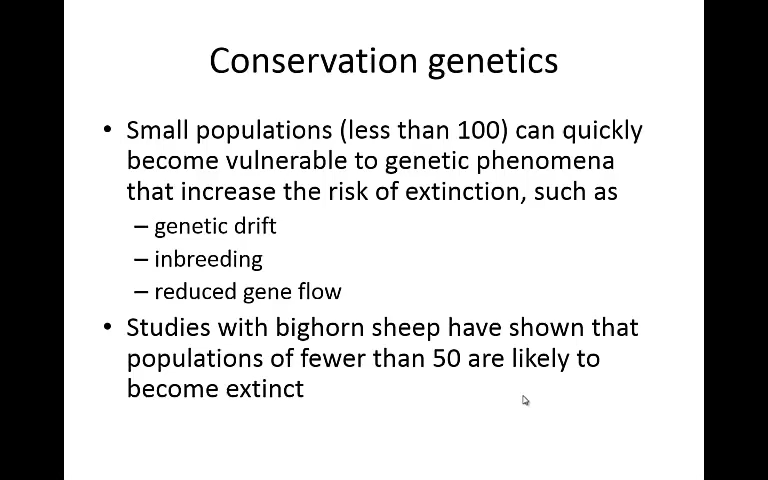 Conservation genetics
• Small populations (less than 100) can quickly
become vulnerable to genetic phenomena
that increase the risk of extinction, such as
– genetic drift
– inbreeding
– reduced gene flow
• Studies with bighorn sheep have shown that
populations of fewer than 50 are likely to
become extinct